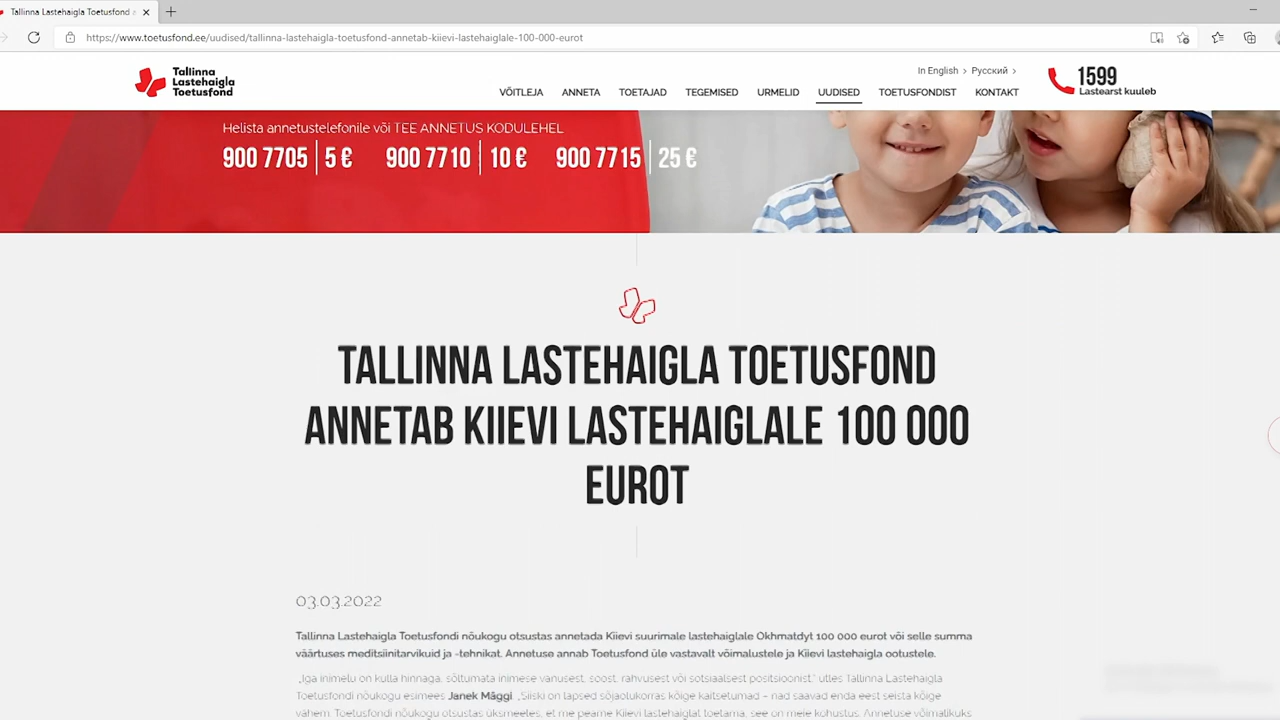 Tallinna Lastehaigla Toetusfond a
https://www.toetusfond.ee/uudised/tallinna-lastehaigla-toetusfond-annetab-kiievi-lastehaiglale-100-000-eurot
Tallinna
Lastehaigla
Toetusfond
In English > Русский >
1599
Lastearst kuuleb
VÕITLEJA ANNETA TOETAJAD TEGEMISED URMELID UUDISED TOETUSFONDIST KONTAKT
Helista annetustelefonile või TEE ANNETUS KODULEHEL
900 7705 | 5 € 900 7710 | 10 € 900 7715 | 25 €
TALLINNA LASTEHAIGLA TOETUSFOND
ANNETAB KIIEVI LASTEHAIGLALE 100 000
EUROT
03.03.2022
Tallinna Lastehaigla Toetusfondi nõukogu otsustas annetada Kiievi suurimale lastehaiglale Okhmatdyt 100 000 eurot või selle summa
väärtuses meditsiinitarvikuid ja -tehnikat. Annetuse annab Toetusfond üle vastavalt võimalustele ja Kiievi lastehaigla ootustele.
„Iga inimelu on kulla hinnaga, sõltumata inimese vanusest, soost, rahvusest või sotsiaalsest positsioonist," ütles Tallinna Lastehaigla
Toetusfondi nõukogu esimees Janek Mäggi. „Siiski on lapsed sõjaolukorras kõige kaitsetumad – nad saavad enda eest seista kõige
vähem. Toetusfondi nõukogu otsustas üksmeeles, et me peame Kiievi lastehaiglat toetama, see on meie kohustus. Annetuse võimalikuks